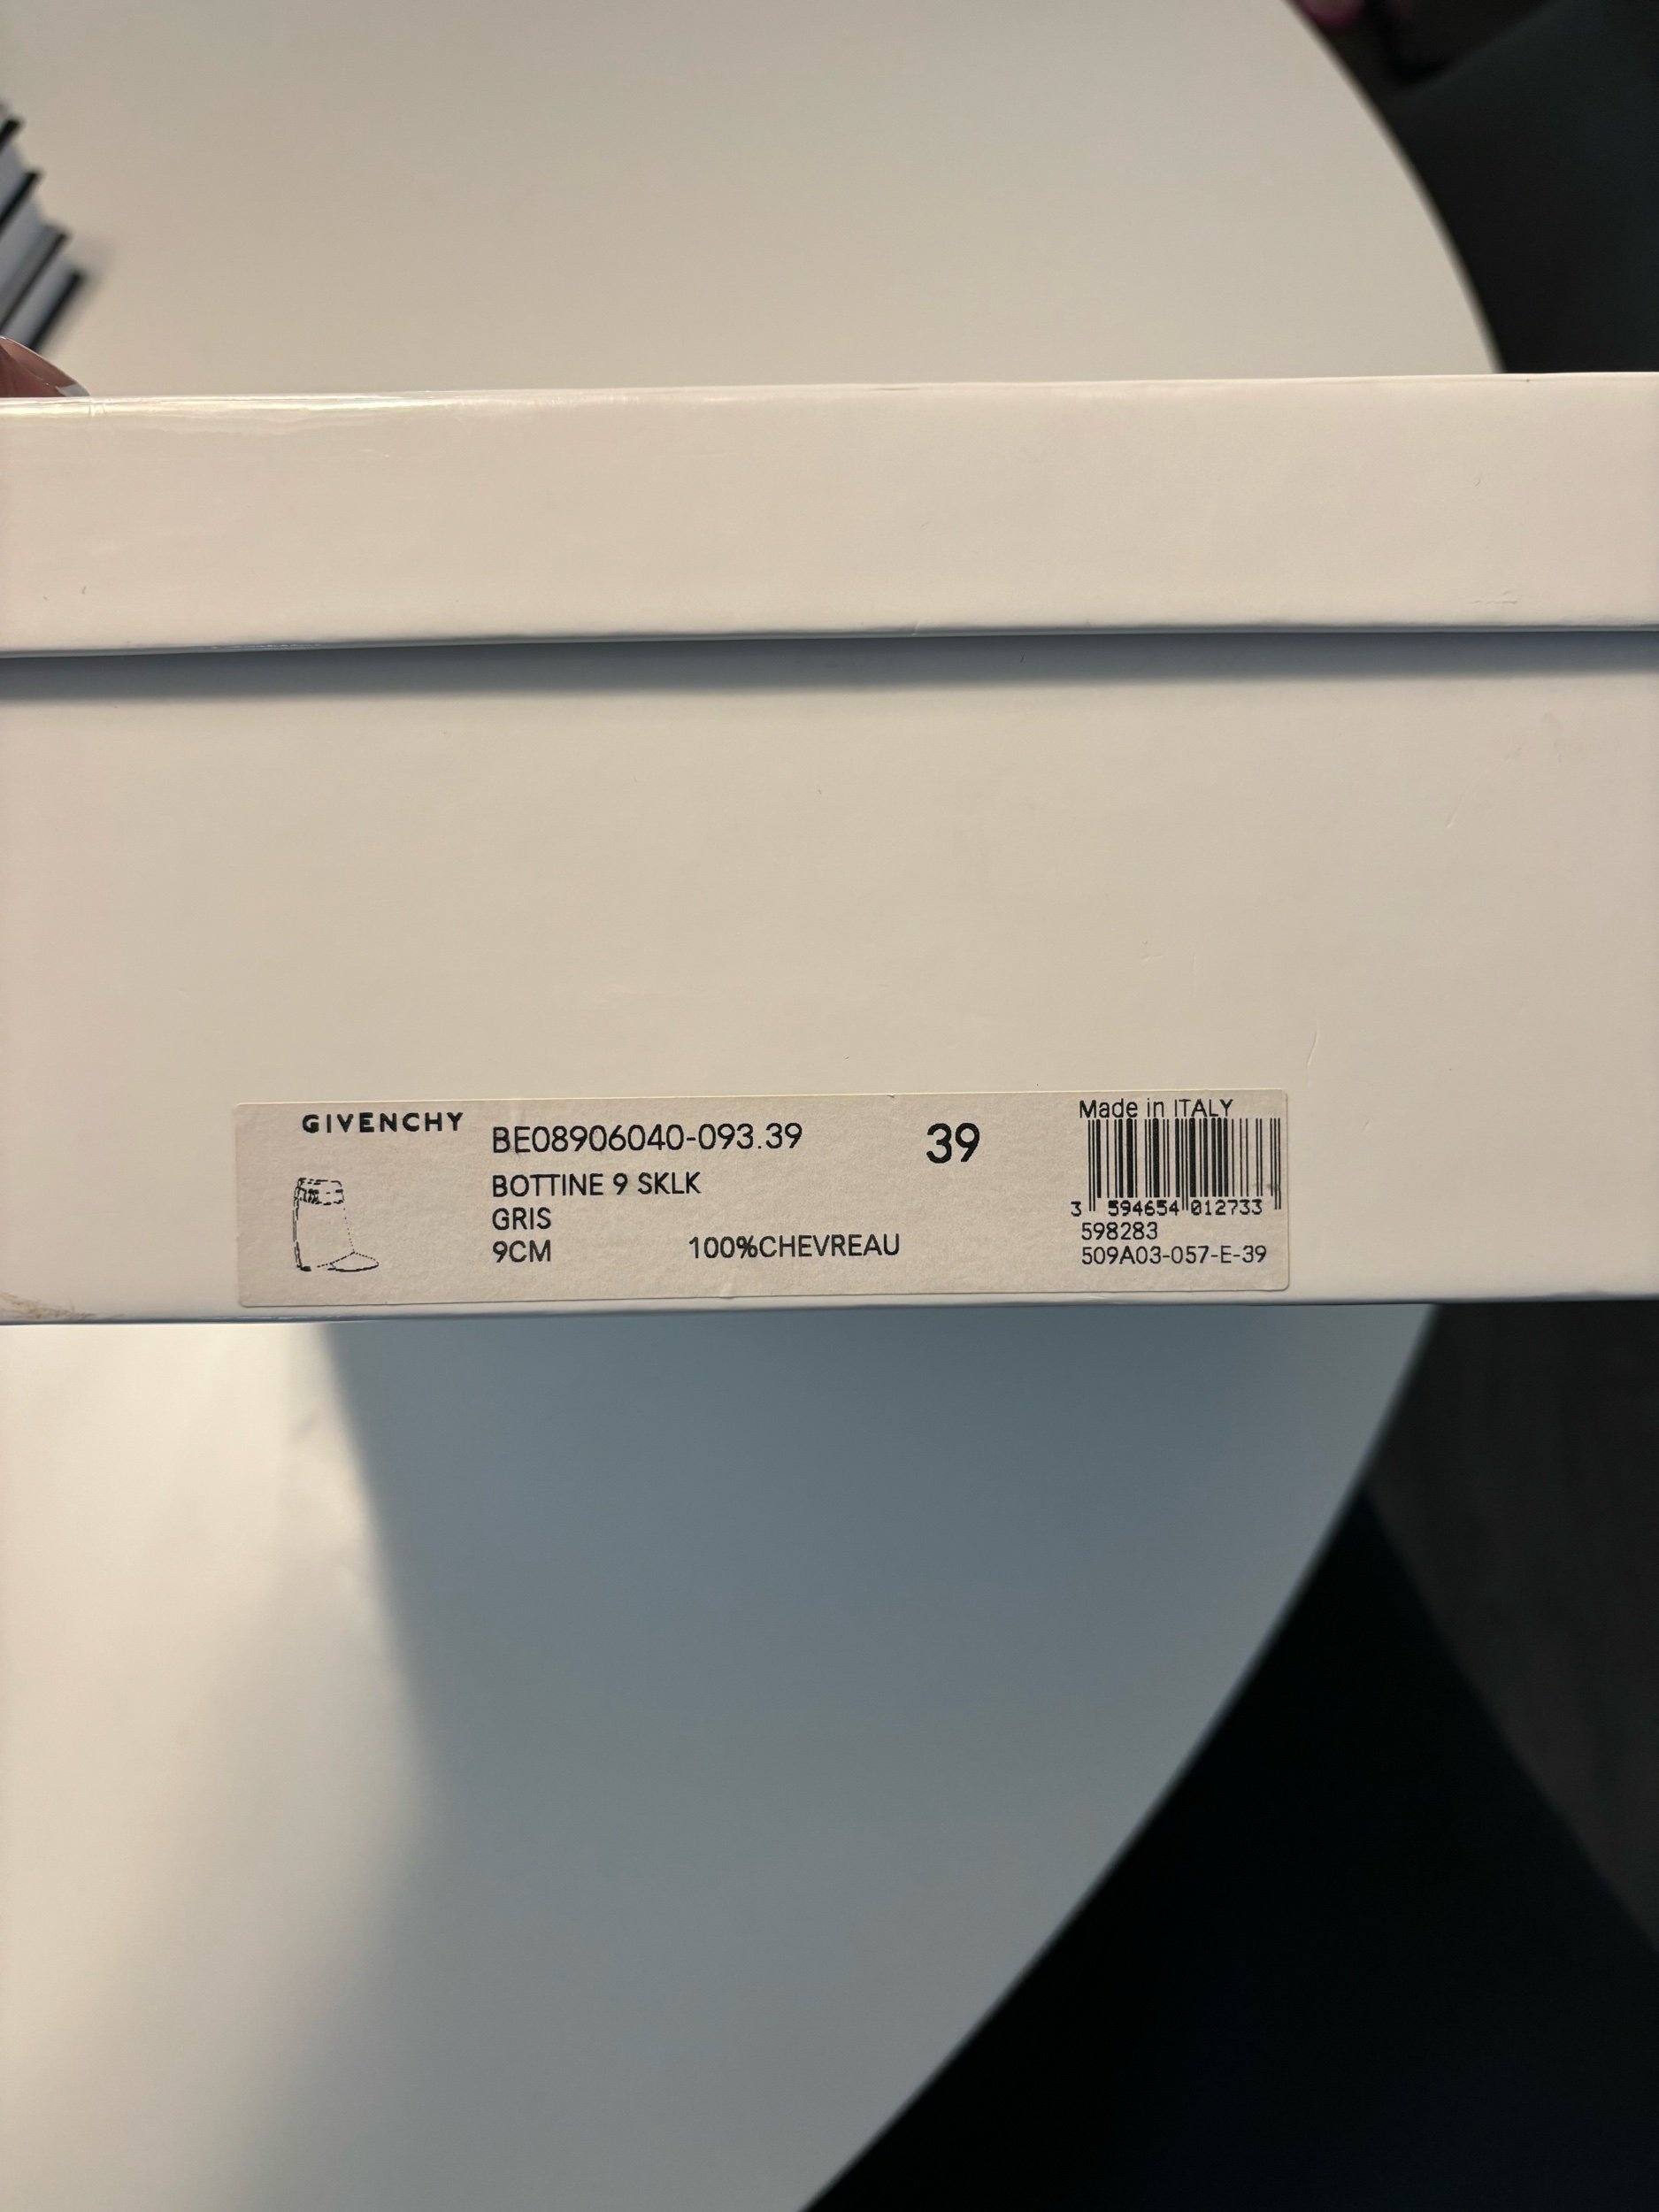 GIVENCHY
BE08906040-093.39
39
BOTTINE 9 SKLK
GRIS
9CM
100%CHEVREAU
Made in ITALY
3 594654 012733
598283
509A03-057-E-39